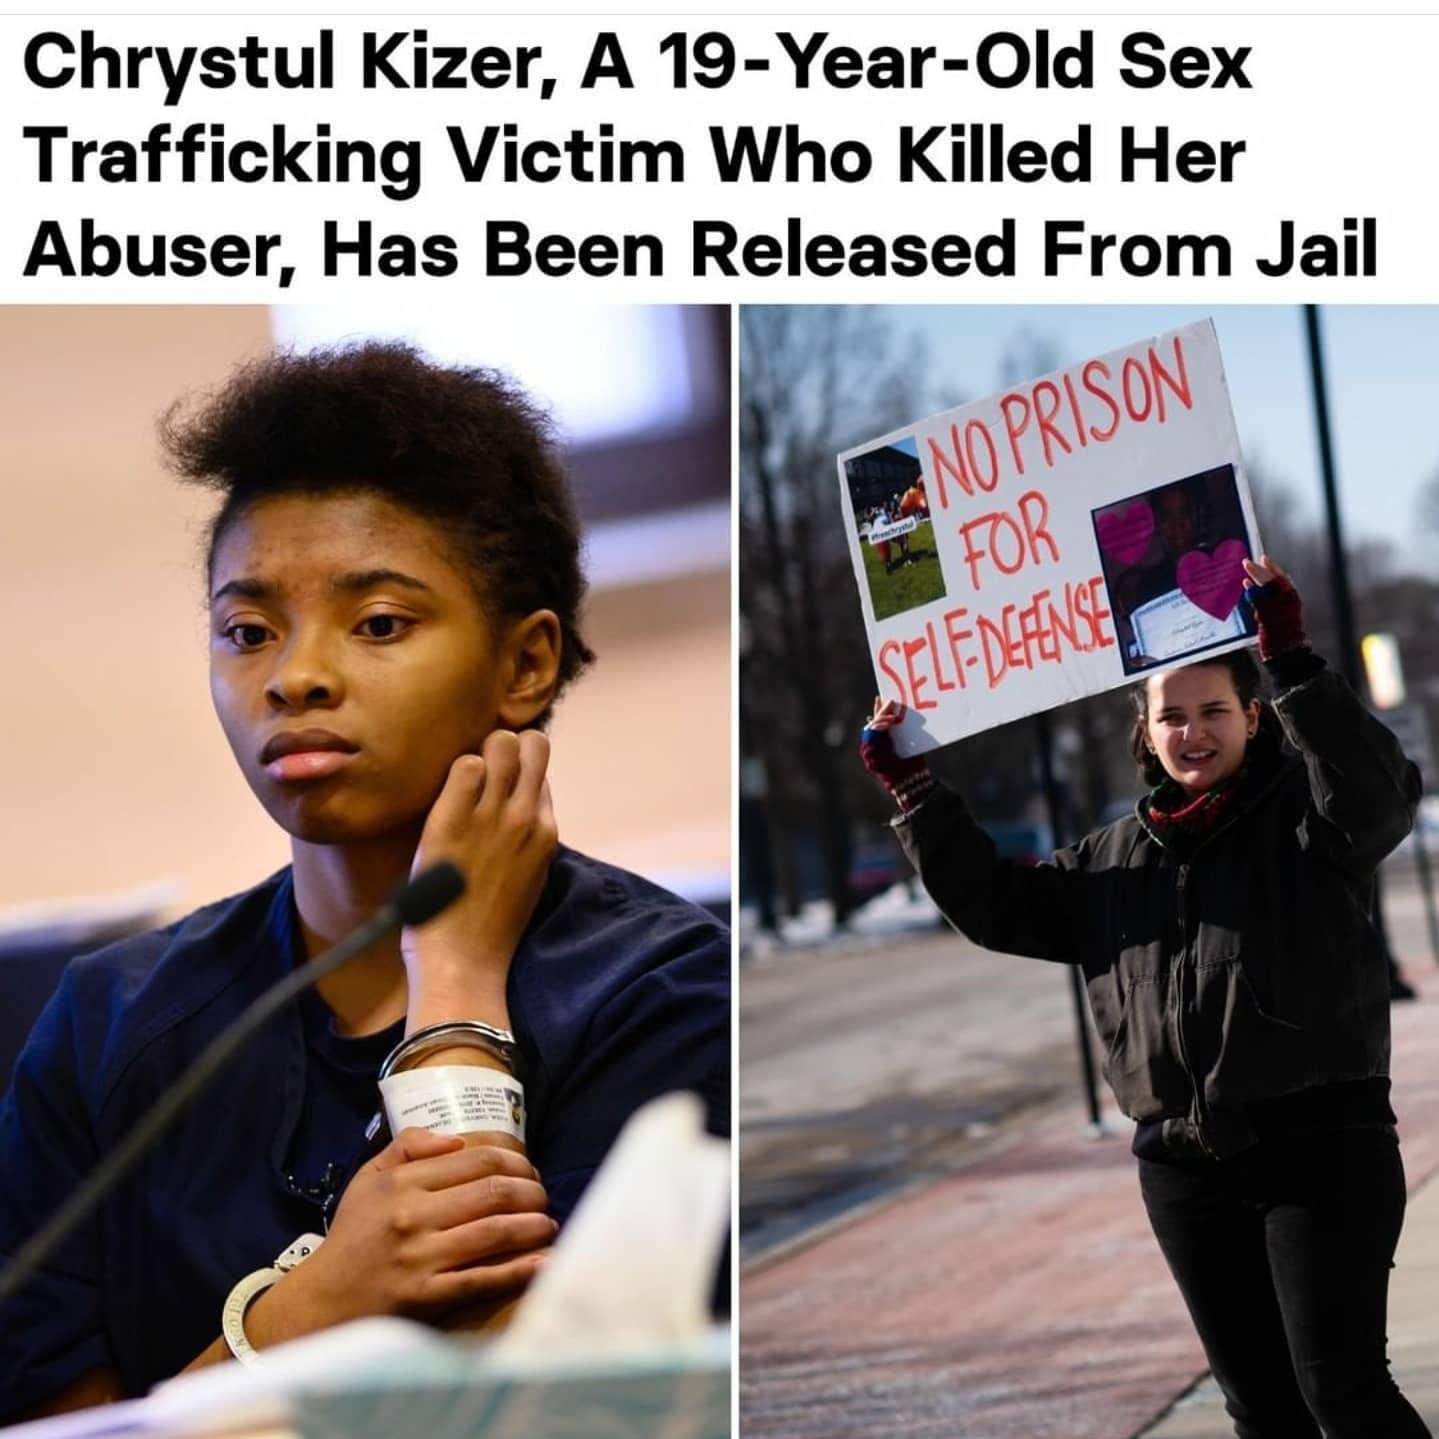 Chrystul Kizer, A 19-Year-Old Sex
Trafficking Victim Who Killed Her
Abuser, Has Been Released From Jail
NO PRISON
FOR
SELF-DEFENSE
#freechrystul